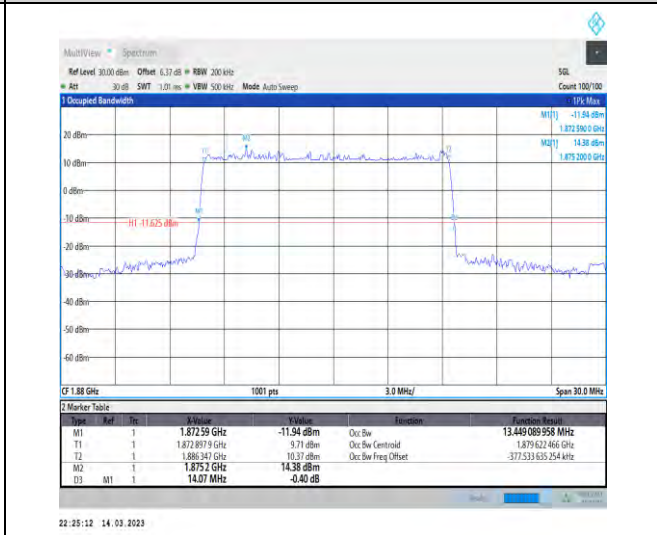 MultiView Spectrum
Ref Level 30.00 dBm Offset 6.37 dB RBW 200 kHz SGL
Att 30 dB SWT 1.01 ms VBW 500 kHz Mode Auto Sweep Count 100/100
1 Occupied Bandwidth 1Pk Max
M1[1] -11.94 dBm
1.872 590 0 GHz
M2[1] 14.38 dBm
1.875 200 0 GHz
20 dBm
10 dBm
0 dBm
-10 dBm
H1 -11.625 dBm
-20 dBm
-30 dBm
-40 dBm
-50 dBm
-60 dBm
M2
T1
M1
CF 1.88 GHz 1001 pts 3.0 MHz/ Span 30.0 MHz
2 Marker Table
Type Ref Trc X-Value Y-Value Function Function Result
M1 1 1.872 59 GHz -11.94 dBm Occ Bw 13.449 089 958 MHz
T1 1 1.872 897 9 GHz 9.71 dBm Occ Bw Centroid 1.879 622 466 GHz
T2 1 1.886 347 GHz 10.37 dBm Occ Bw Freq Offset -377.533 635 254 kHz
M2 1 1.875 2 GHz 14.38 dBm
D3 M1 1 14.07 MHz -0.40 dB
22:25:12 14.03.2023